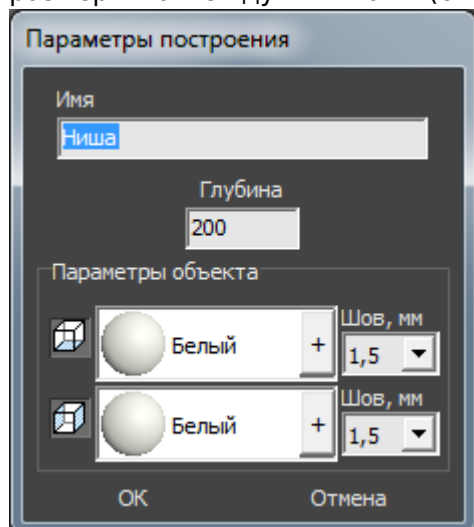 Параметры построения
Имя
Ниша
Глубина
200
Параметры объекта
Шов, мм
Белый + 1,5
Шов, мм
Белый + 1,5
ОК Отмена